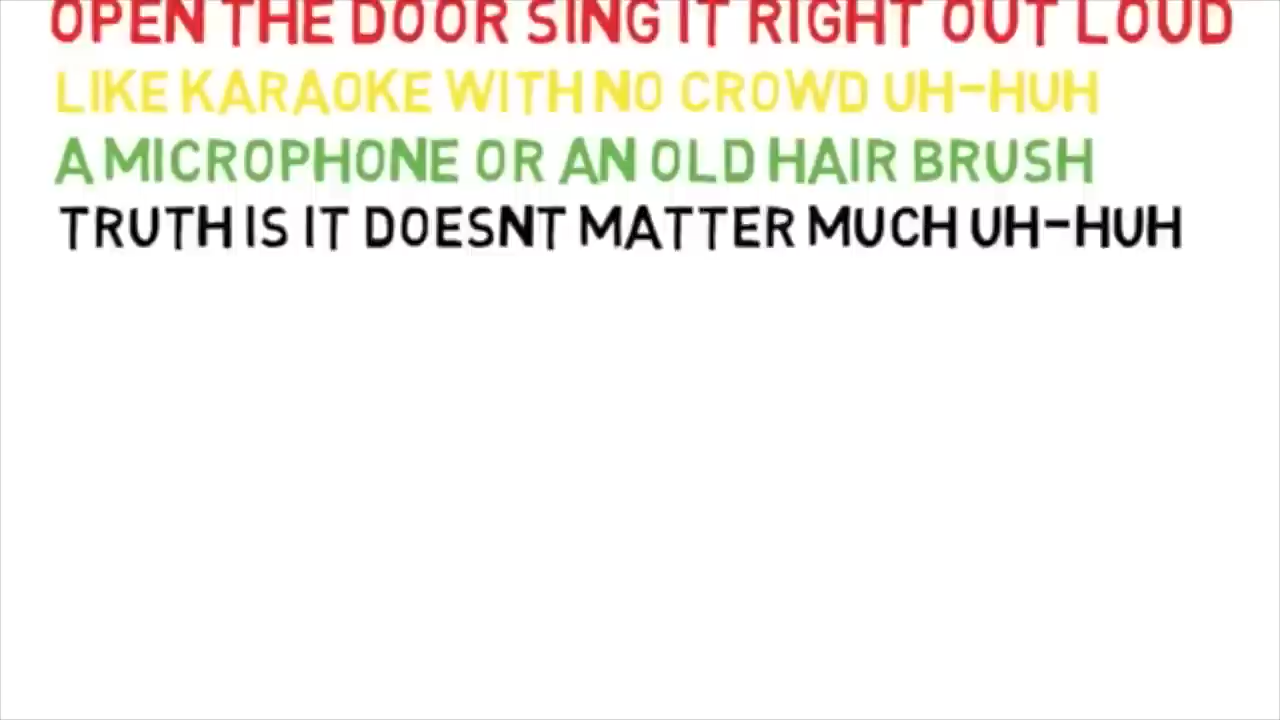 OPEN THE DOOR SING IT RIGHT OUT LOUD
LIKE KARAOKE WITH NO CROWD UH-HUH
A MICROPHONE OR AN OLD HAIR BRUSH
TRUTH IS IT DOESNT MATTER MUCH UH-HUH